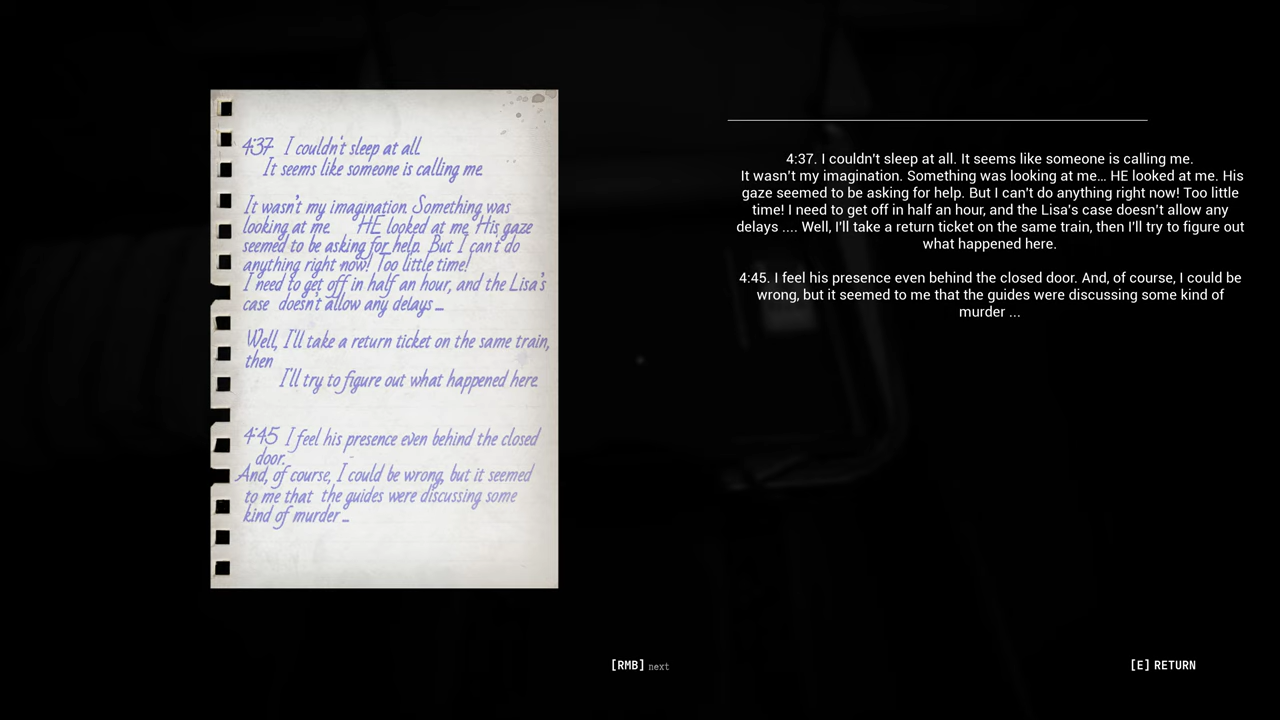 4:37 I couldn't sleep at all.
It seems like someone is calling me.
It wasn't my imagination. Something was
looking at me. HE looked at me. His gaze
seemed to be asking for help. But I can't do
anything right now! Too little time!
I need to get off in half an hour, and the Lisa's
case doesn't allow any delays ...
Well, I'll take a return ticket on the same train,
then
I'll try to figure out what happened here.
4:45 I feel his presence even behind the closed
door.
And, of course, I could be wrong, but it seemed
to me that the guides were discussing some
kind of murder ...
4:37. I couldn't sleep at all. It seems like someone is calling me.
It wasn't my imagination. Something was looking at me... HE looked at me. His
gaze seemed to be asking for help. But I can't do anything right now! Too little
time! I need to get off in half an hour, and the Lisa's case doesn't allow any
delays .... Well, I'll take a return ticket on the same train, then I'll try to figure out
what happened here.
4:45. I feel his presence even behind the closed door. And, of course, I could be
wrong, but it seemed to me that the guides were discussing some kind of
murder ...
[RMB] next
[E] RETURN